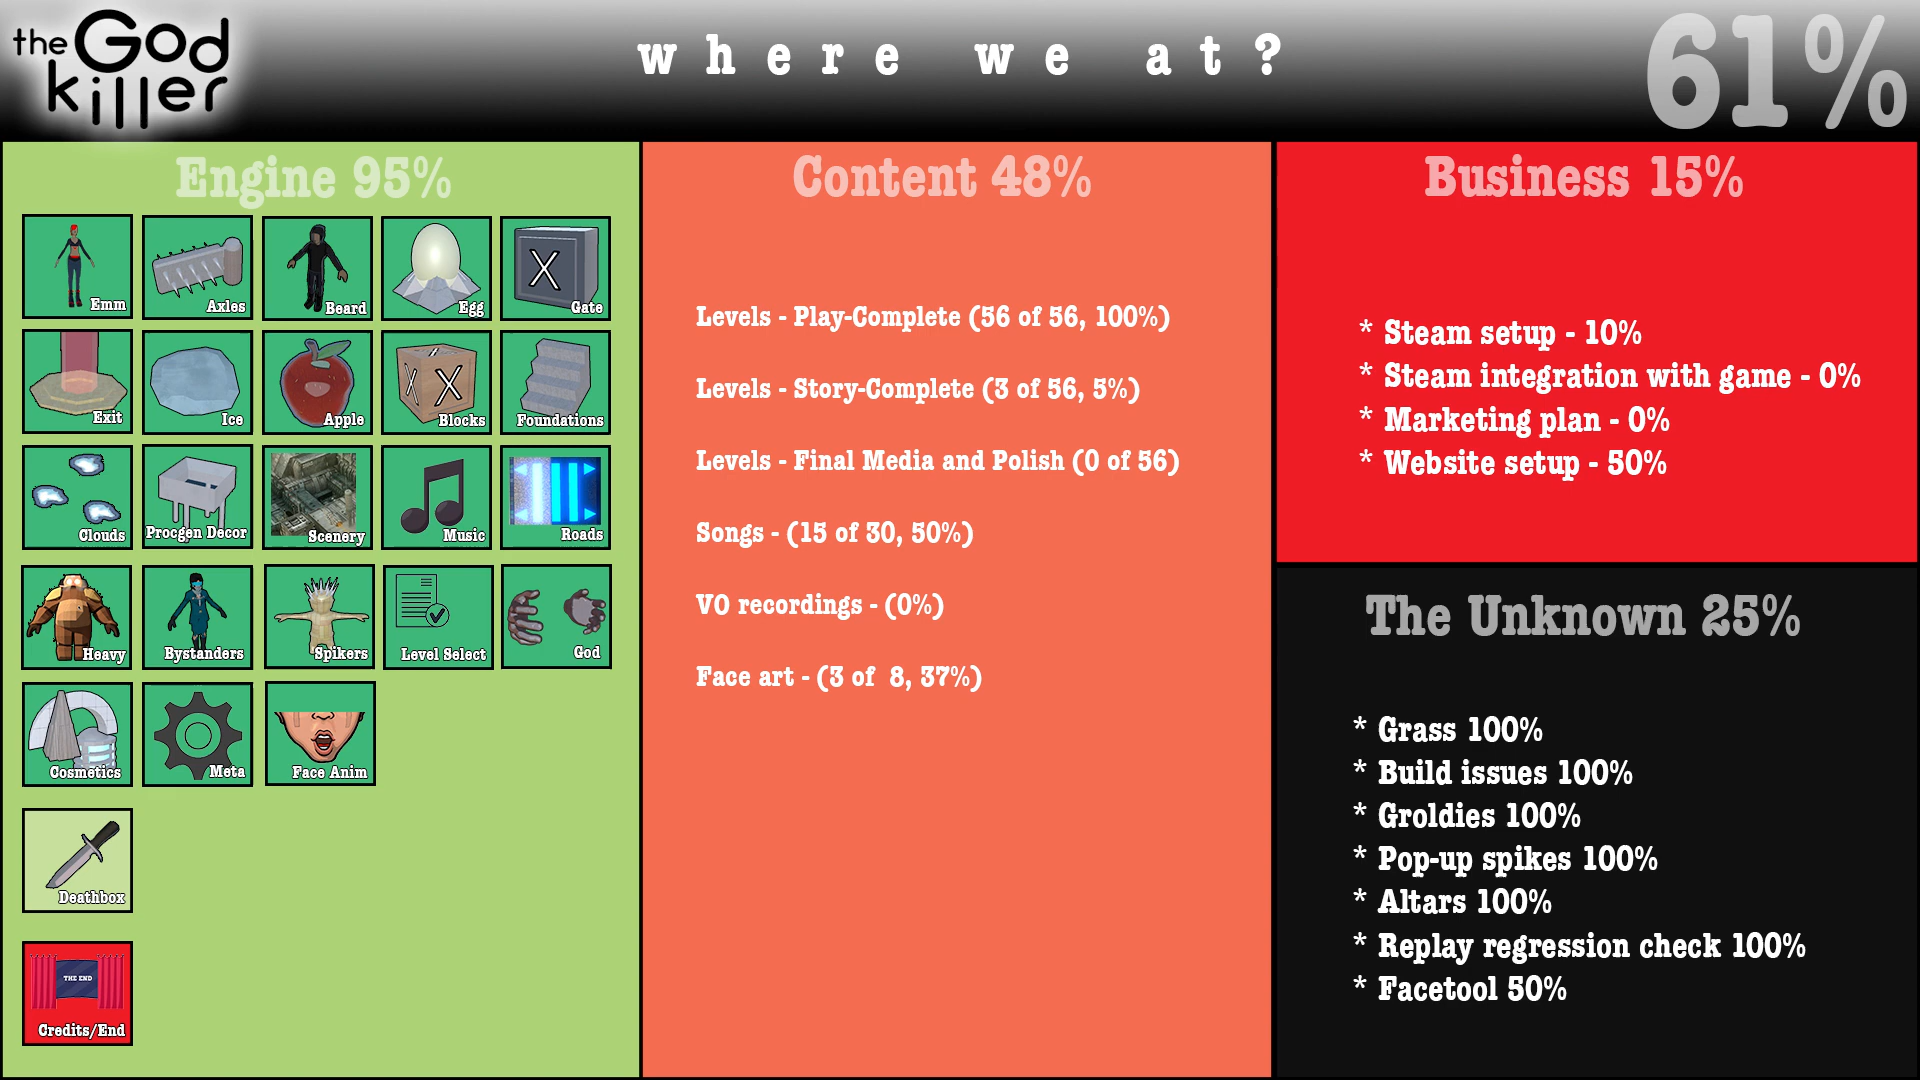 the God
killer
where we at?
61%
Engine 95%
Emm
Axles
Beard
Egg
X
Gate
Exit
Ice
Apple
X X
Blocks
Foundations
Clouds
Procgen Decor
Scenery
Music
Roads
Heavy
Bystanders
Spikers
Level Select
God
Cosmetics
Meta
Face Anim
Deathbox
THE END
Credits/End
Content 48%
Levels - Play-Complete (56 of 56, 100%)
Levels - Story-Complete (3 of 56, 5%)
Levels - Final Media and Polish (0 of 56)
Songs - (15 of 30, 50%)
VO recordings - (0%)
Face art - (3 of 8, 37%)
Business 15%
* Steam setup - 10%
* Steam integration with game - 0%
* Marketing plan - 0%
* Website setup - 50%
The Unknown 25%
* Grass 100%
* Build issues 100%
* Groldies 100%
* Pop-up spikes 100%
* Altars 100%
* Replay regression check 100%
* Facetool 50%